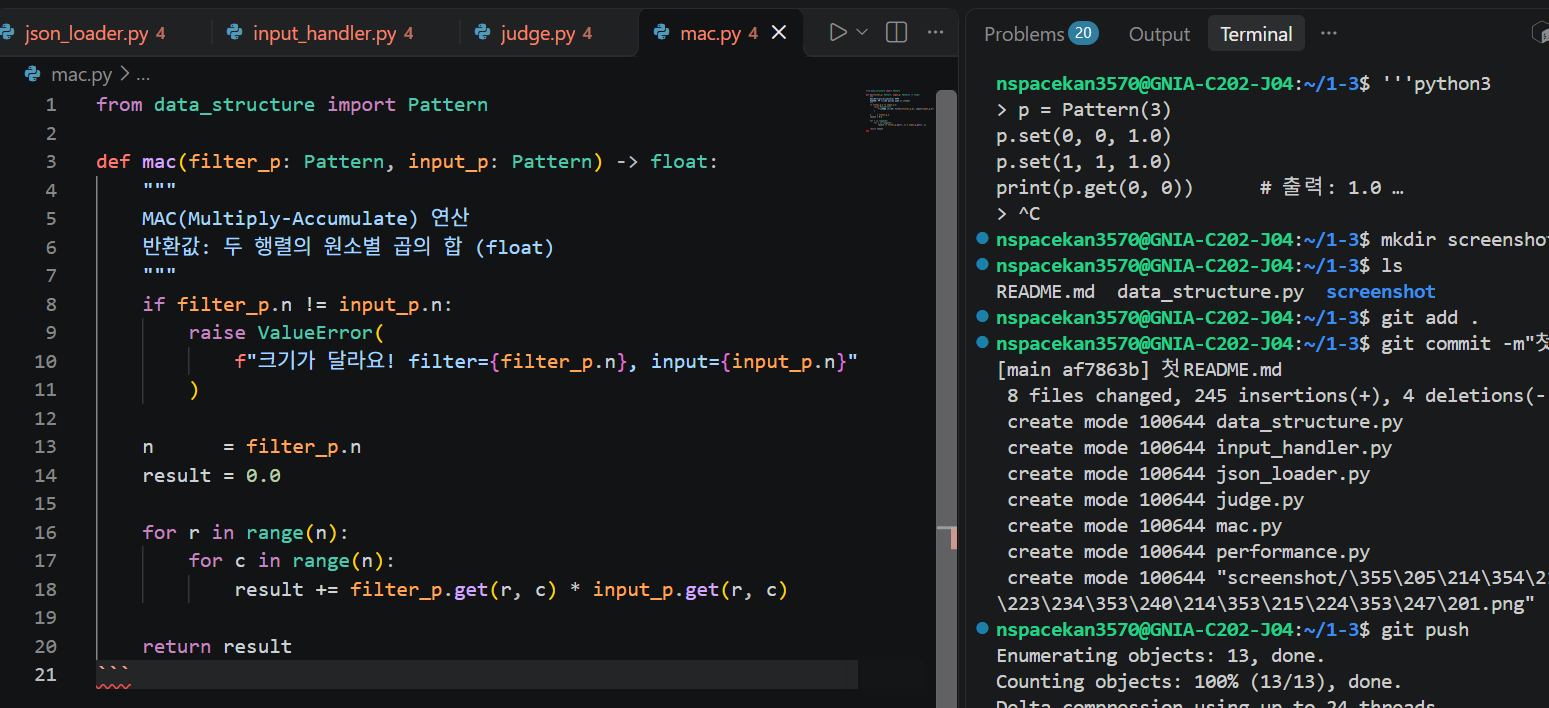 json_loader.py 4
input_handler.py 4
judge.py 4
mac.py 4
mac.py > ...
1 from data_structure import Pattern
2
3 def mac(filter_p: Pattern, input_p: Pattern) -> float:
4 """
5 MAC(Multiply-Accumulate) 연산
6 반환값: 두 행렬의 원소별 곱의 합 (float)
7 """
8 if filter_p.n != input_p.n:
9 raise ValueError(
10 f"크기가 달라요! filter={filter_p.n}, input={input_p.n}"
11 )
12
13 n = filter_p.n
14 result = 0.0
15
16 for r in range(n):
17 for c in range(n):
18 result += filter_p.get(r, c) * input_p.get(r, c)
19
20 return result
21 ```
Problems 20 Output Terminal ...
nspacekan3570@GNIA-C202-J04:~/1-3$ '''python3
> p = Pattern(3)
p.set(0, 0, 1.0)
p.set(1, 1, 1.0)
print(p.get(0, 0)) # 출력: 1.0 …
> ^C
nspacekan3570@GNIA-C202-J04:~/1-3$ mkdir screenshot
nspacekan3570@GNIA-C202-J04:~/1-3$ ls
README.md data_structure.py screenshot
nspacekan3570@GNIA-C202-J04:~/1-3$ git add .
nspacekan3570@GNIA-C202-J04:~/1-3$ git commit -m"첫
[main af7863b] 첫README.md
8 files changed, 245 insertions(+), 4 deletions(-
create mode 100644 data_structure.py
create mode 100644 input_handler.py
create mode 100644 json_loader.py
create mode 100644 judge.py
create mode 100644 mac.py
create mode 100644 performance.py
create mode 100644 "screenshot/\355\205\214\354\2
\223\234\353\240\214\353\215\224\353\247\201.png"
nspacekan3570@GNIA-C202-J04:~/1-3$ git push
Enumerating objects: 13, done.
Counting objects: 100% (13/13), done.
Delta compression using up to 24 threads